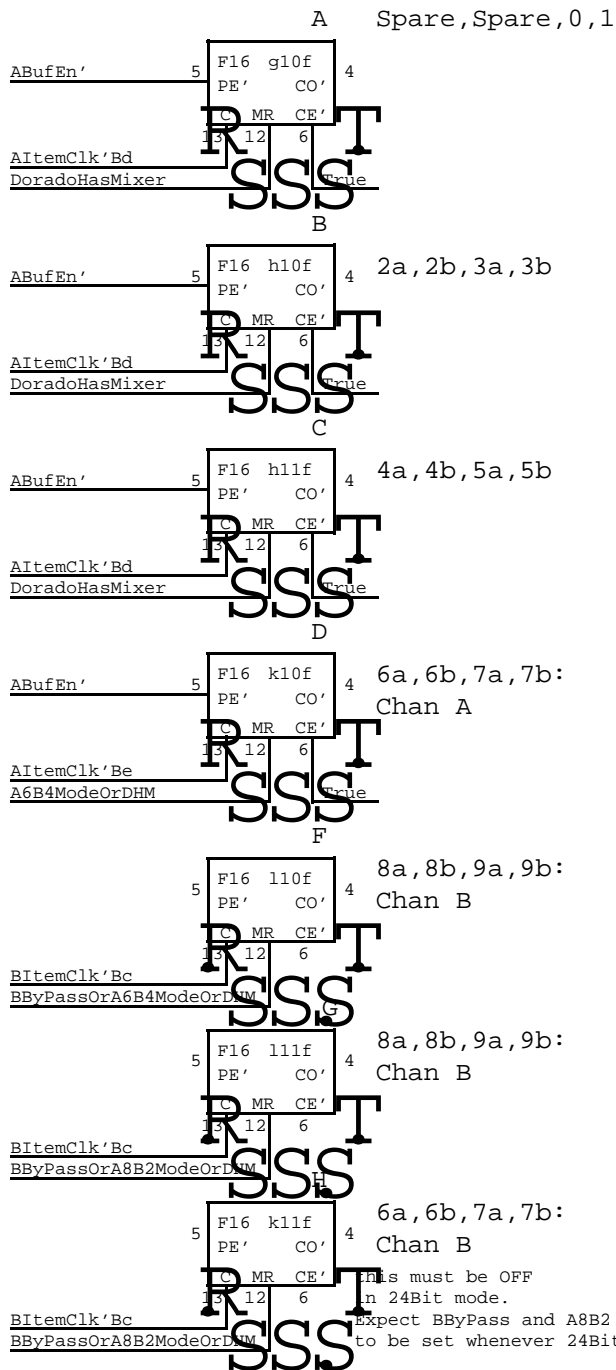 A Spare,Spare,0,1
F16 g10f
ABufEn' 5 4
PE' CO'
C MR CE'
R T
13 12 6
AItemClk'Bd
DoradoHasMixer SSS True
B
F16 h10f 2a,2b,3a,3b
ABufEn' 5 4
PE' CO'
C MR CE'
R T
13 12 6
AItemClk'Bd
DoradoHasMixer SSS True
C
F16 h11f 4a,4b,5a,5b
ABufEn' 5 4
PE' CO'
C MR CE'
R T
13 12 6
AItemClk'Bd
DoradoHasMixer SSS True
D
F16 k10f 6a,6b,7a,7b:
ABufEn' 5 4
PE' CO' Chan A
C MR CE'
R T
13 12 6
AItemClk'Be
A6B4ModeOrDHM SSS True
F
F16 l10f 8a,8b,9a,9b:
5 4
PE' CO' Chan B
C MR CE'
R T
13 12 6
BItemClk'Bc
BByPassOrA6B4ModeOrDHM SSS
G
F16 l11f 8a,8b,9a,9b:
5 4
PE' CO' Chan B
C MR CE'
R T
13 12 6
BItemClk'Bc
BByPassOrA8B2ModeOrDHM SSS
H
F16 k11f 6a,6b,7a,7b:
5 4
PE' CO' Chan B
C MR CE' this must be OFF
R T
13 12 6 in 24Bit mode.
BItemClk'Bc Expect BByPass and A8B2
BByPassOrA8B2ModeOrDHM SSS to be set whenever 24Bit